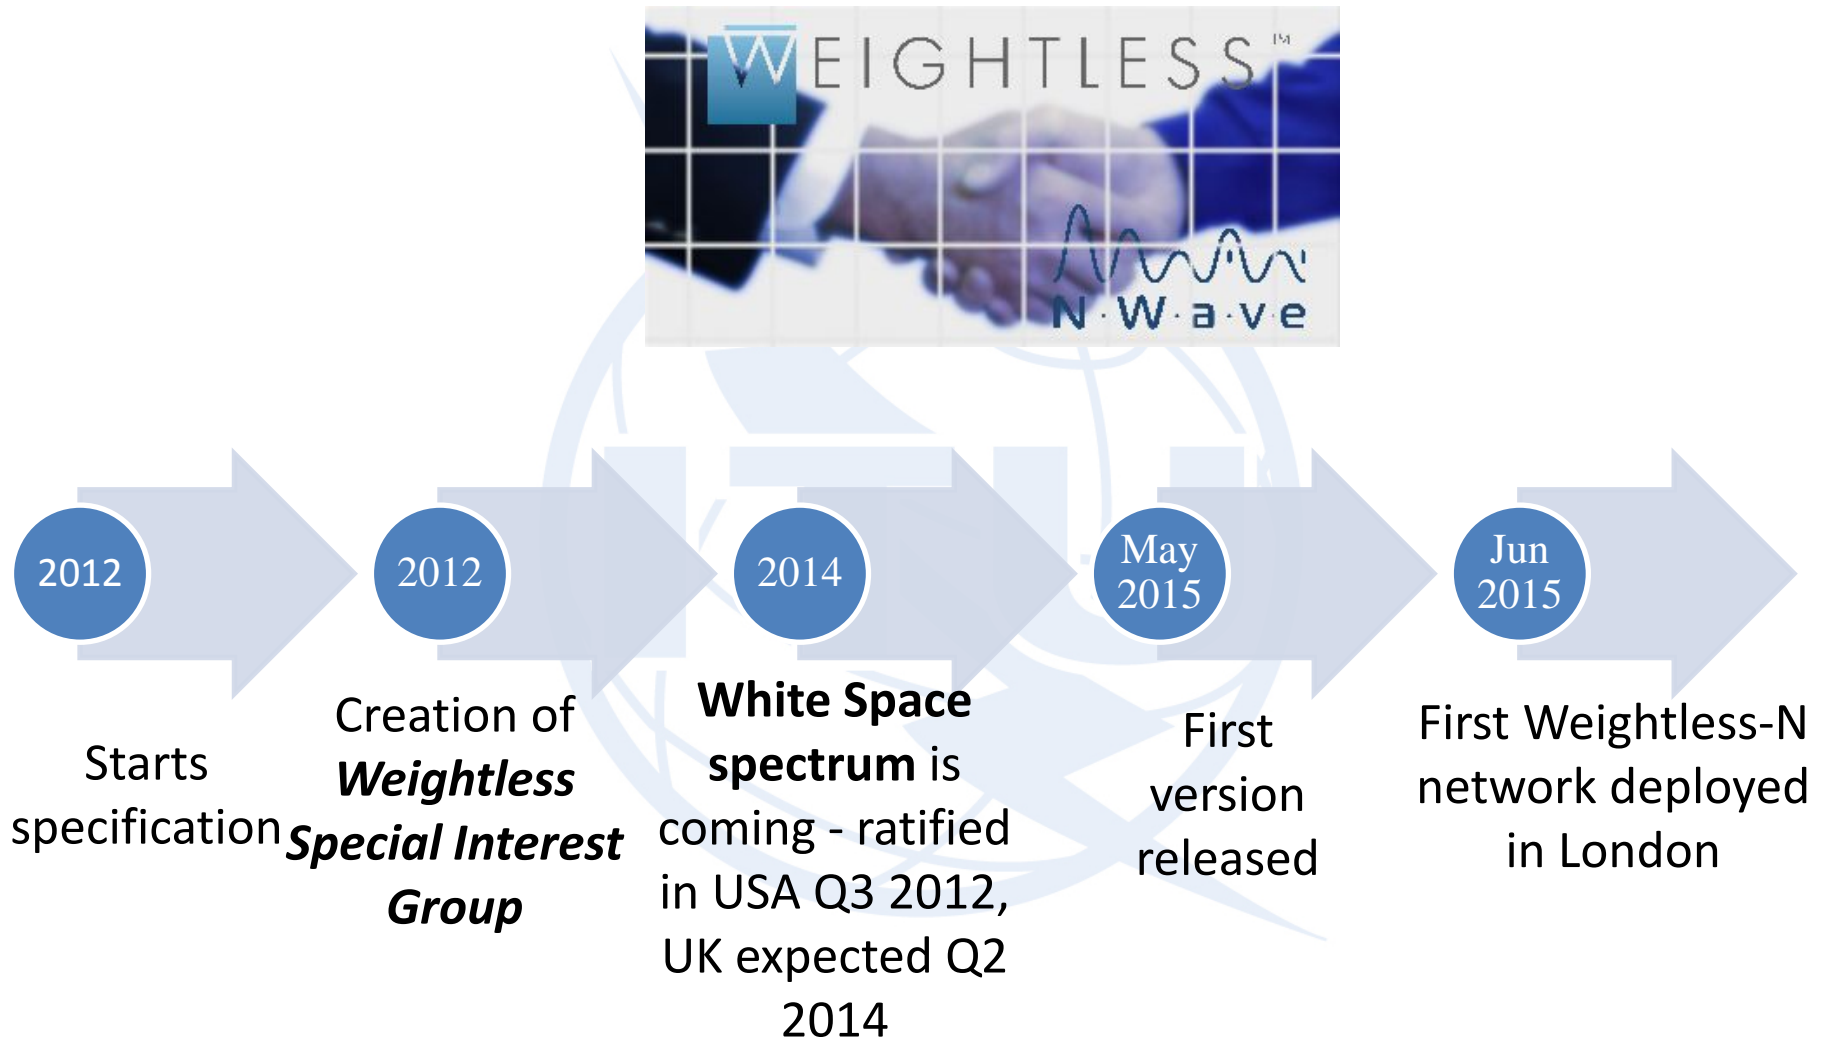 WEIGHTLESS™
N·W·a·v·e
ITU
2012
Starts
specification
2012
Creation of
Weightless
Special Interest
Group
2014
White Space
spectrum is
coming - ratified
in USA Q3 2012,
UK expected Q2
2014
May
2015
First
version
released
Jun
2015
First Weightless-N
network deployed
in London